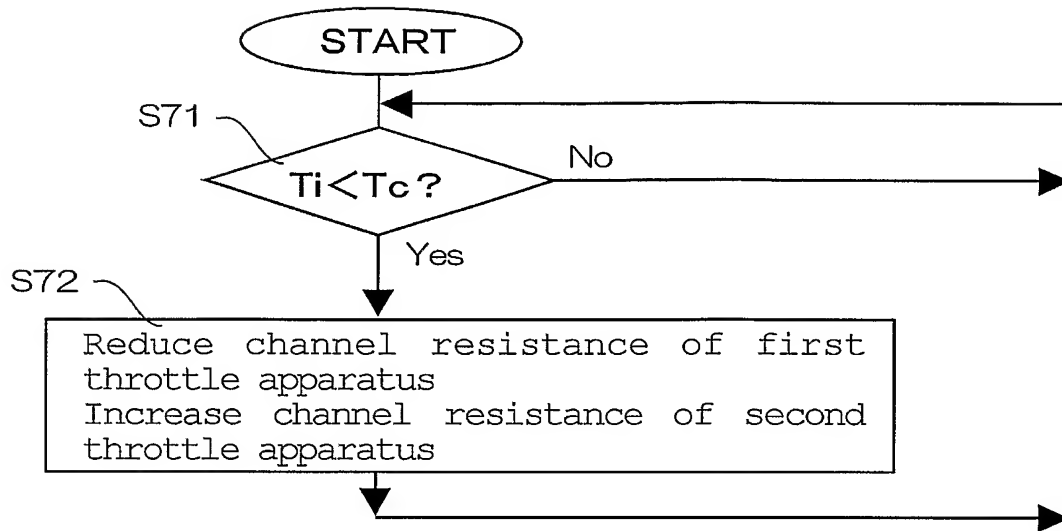 START
S71
Ti<Tc?
No
Yes
S72
Reduce channel resistance of first
throttle apparatus
Increase channel resistance of second
throttle apparatus